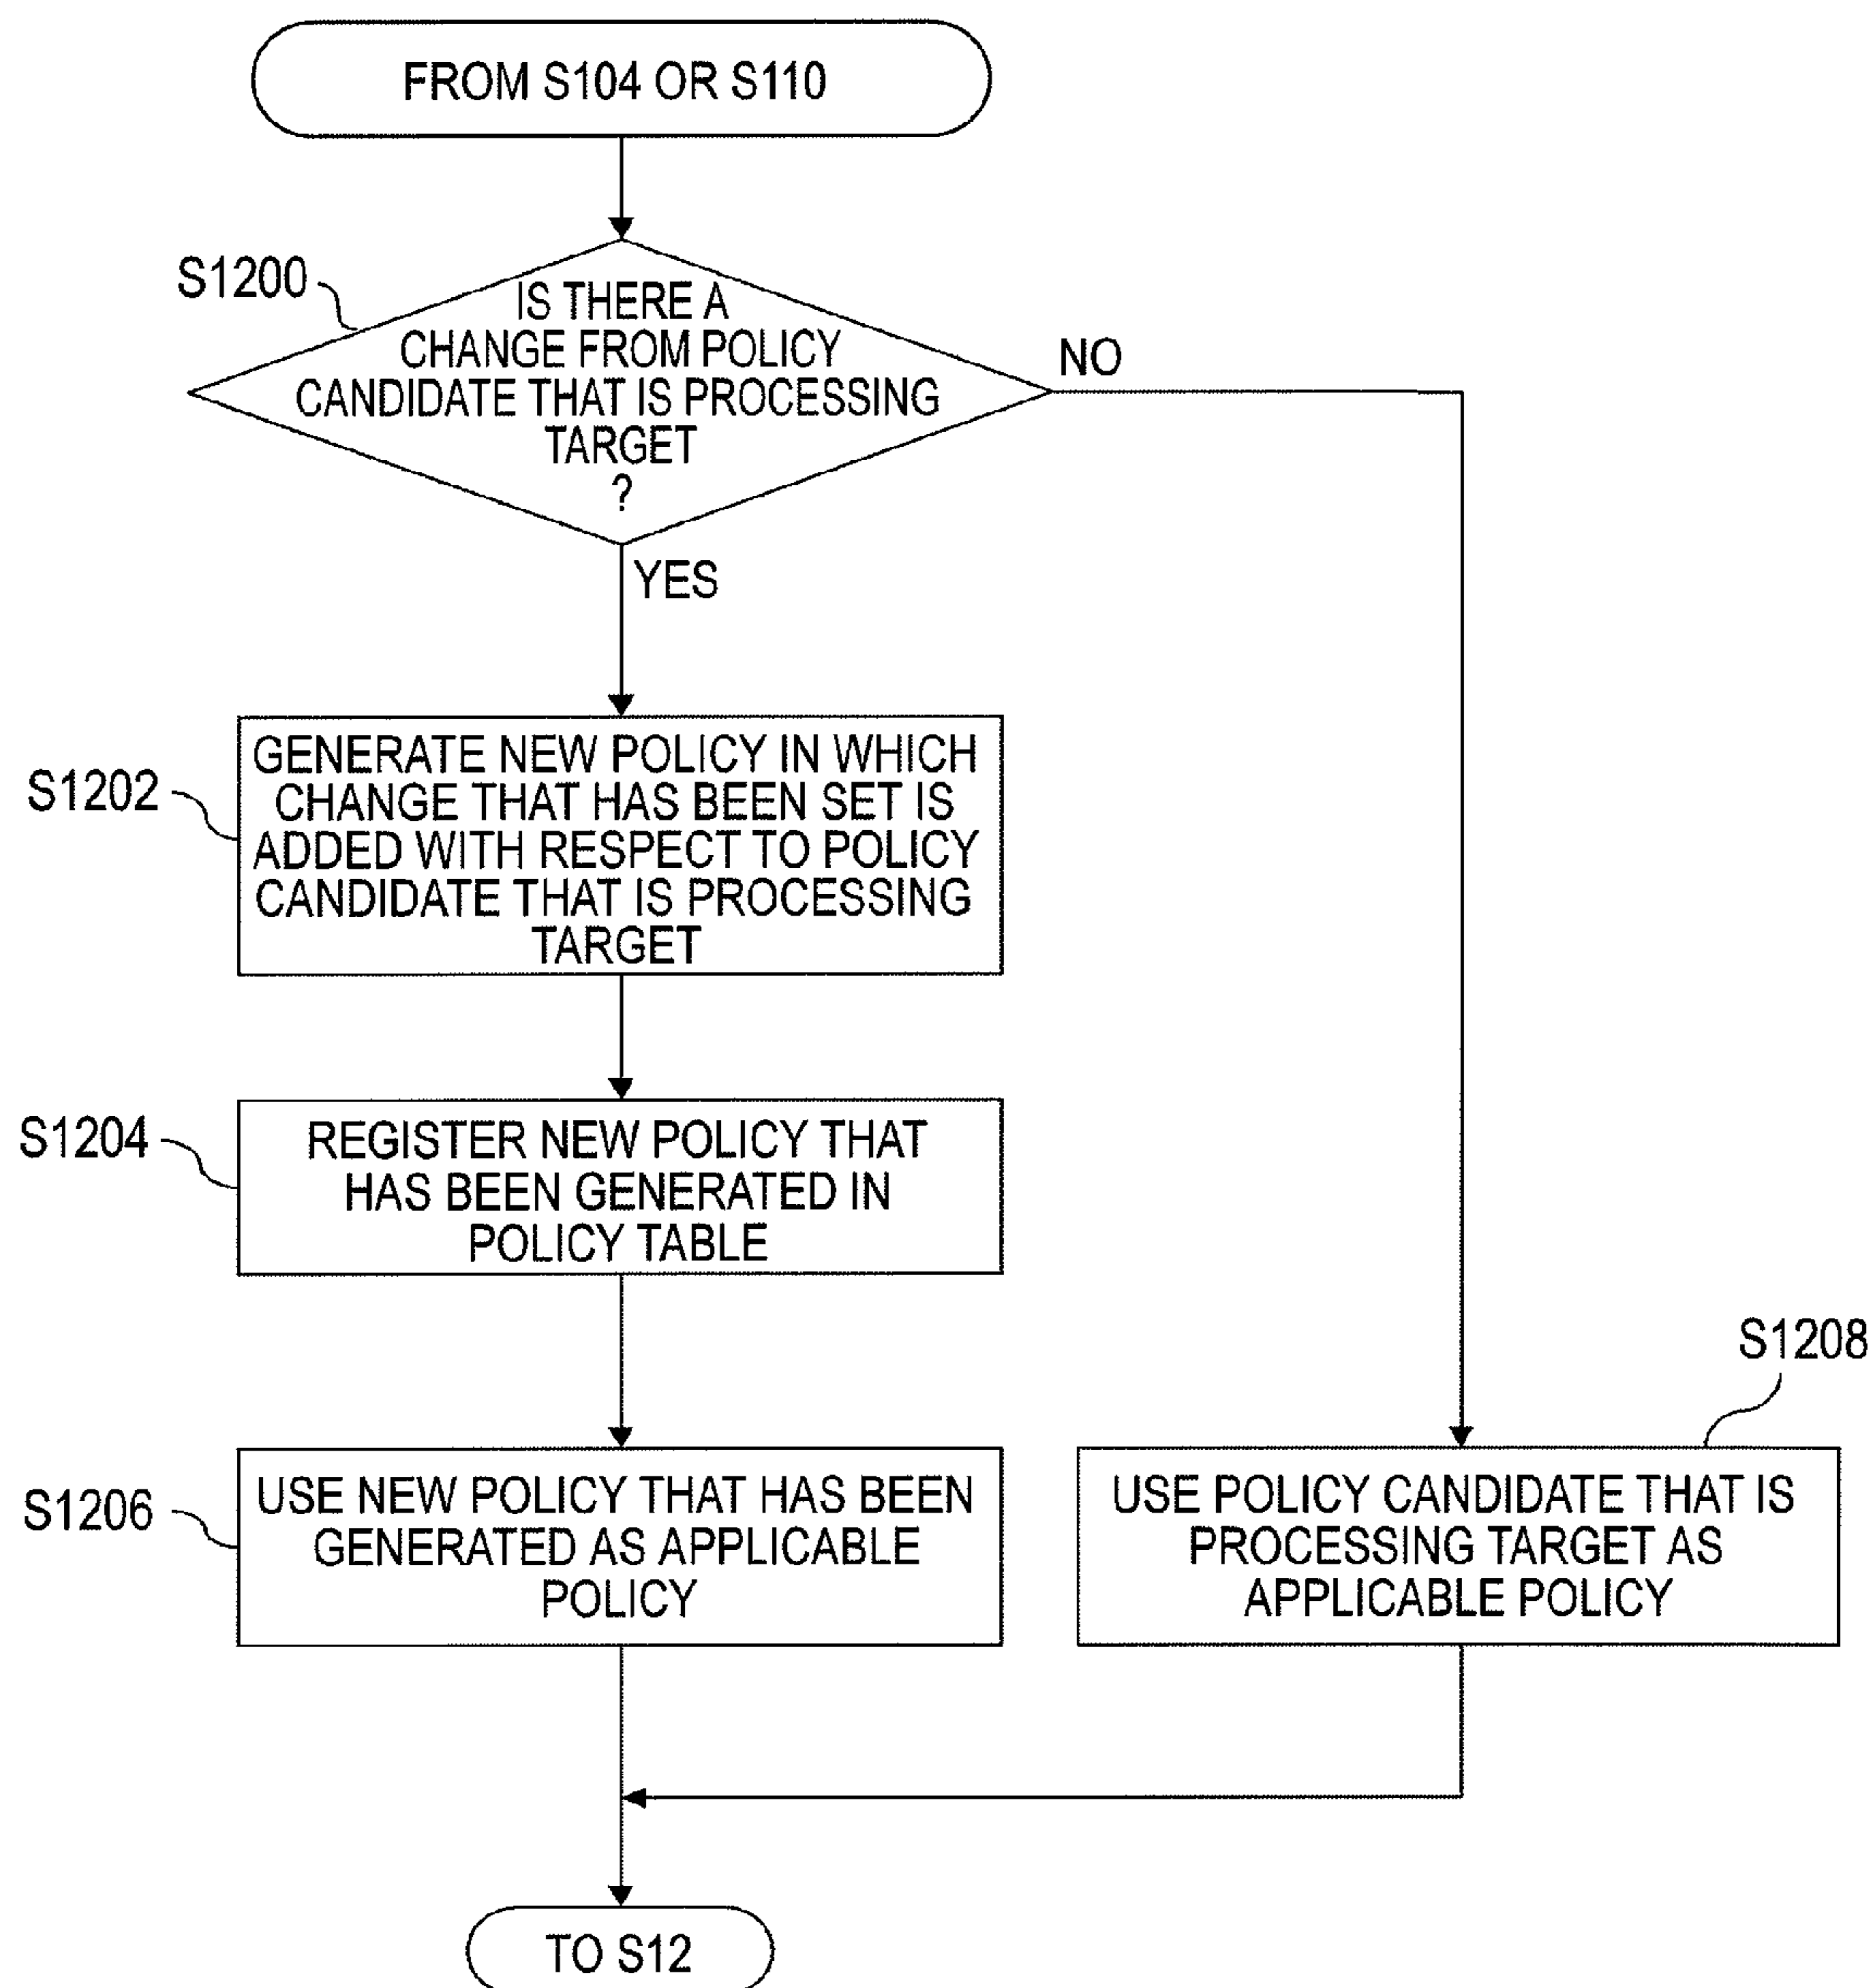 FROM S104 OR S110
S1200
IS THERE A
CHANGE FROM POLICY
CANDIDATE THAT IS PROCESSING
TARGET
?
NO
YES
S1202
GENERATE NEW POLICY IN WHICH
CHANGE THAT HAS BEEN SET IS
ADDED WITH RESPECT TO POLICY
CANDIDATE THAT IS PROCESSING
TARGET
S1204
REGISTER NEW POLICY THAT
HAS BEEN GENERATED IN
POLICY TABLE
S1206
USE NEW POLICY THAT HAS BEEN
GENERATED AS APPLICABLE
POLICY
S1208
USE POLICY CANDIDATE THAT IS
PROCESSING TARGET AS
APPLICABLE POLICY
TO S12